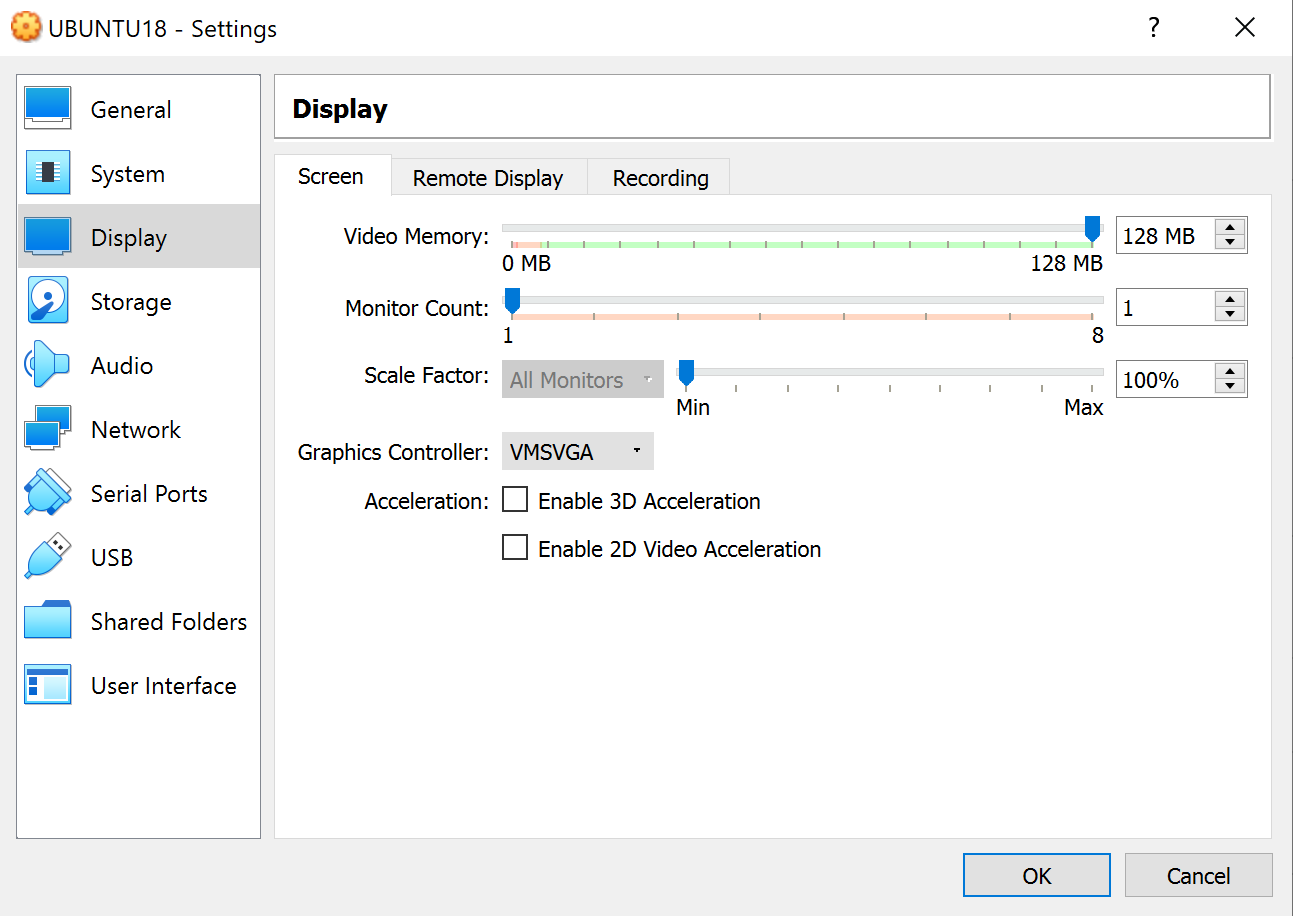 UBUNTU18 - Settings
?
General
System
Display
Storage
Audio
Network
Serial Ports
USB
Shared Folders
User Interface
Display
Screen Remote Display Recording
Video Memory: 128 MB
0 MB 128 MB
Monitor Count: 1
1 8
Scale Factor: All Monitors 100%
Min Max
Graphics Controller: VMSVGA
Acceleration: Enable 3D Acceleration
Enable 2D Video Acceleration
OK Cancel